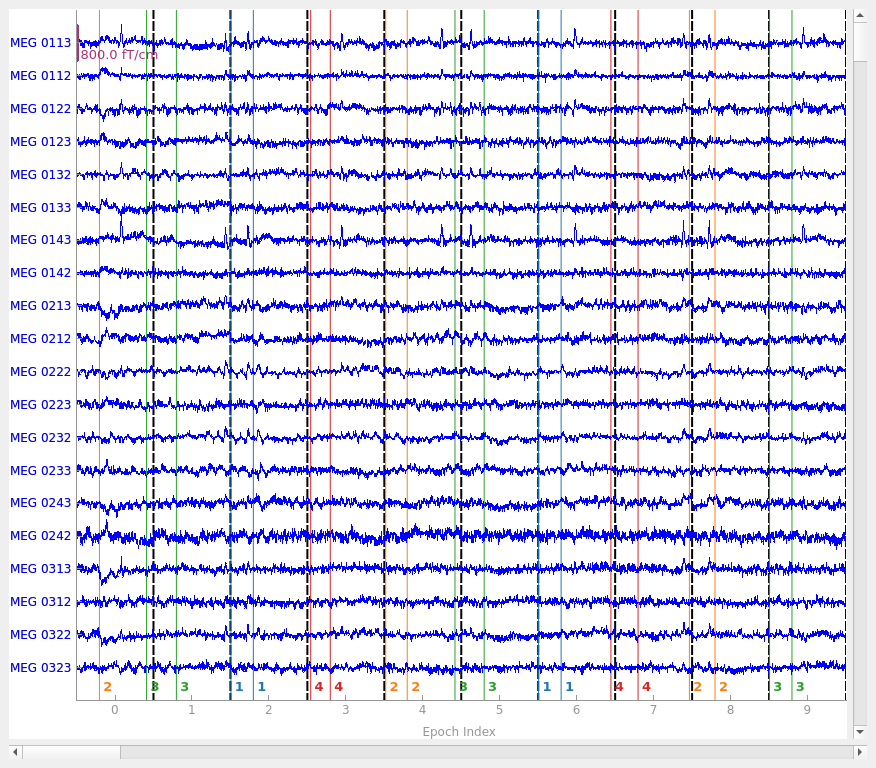 MEG 0113
800.0 fT/cm
MEG 0112
MEG 0122
MEG 0123
MEG 0132
MEG 0133
MEG 0143
MEG 0142
MEG 0213
MEG 0212
MEG 0222
MEG 0223
MEG 0232
MEG 0233
MEG 0243
MEG 0242
MEG 0313
MEG 0312
MEG 0322
MEG 0323
2 3 3 1 1 4 4 2 2 3 3 1 1 4 4 2 2 3 3
0 1 2 3 4 5 6 7 8 9
Epoch Index